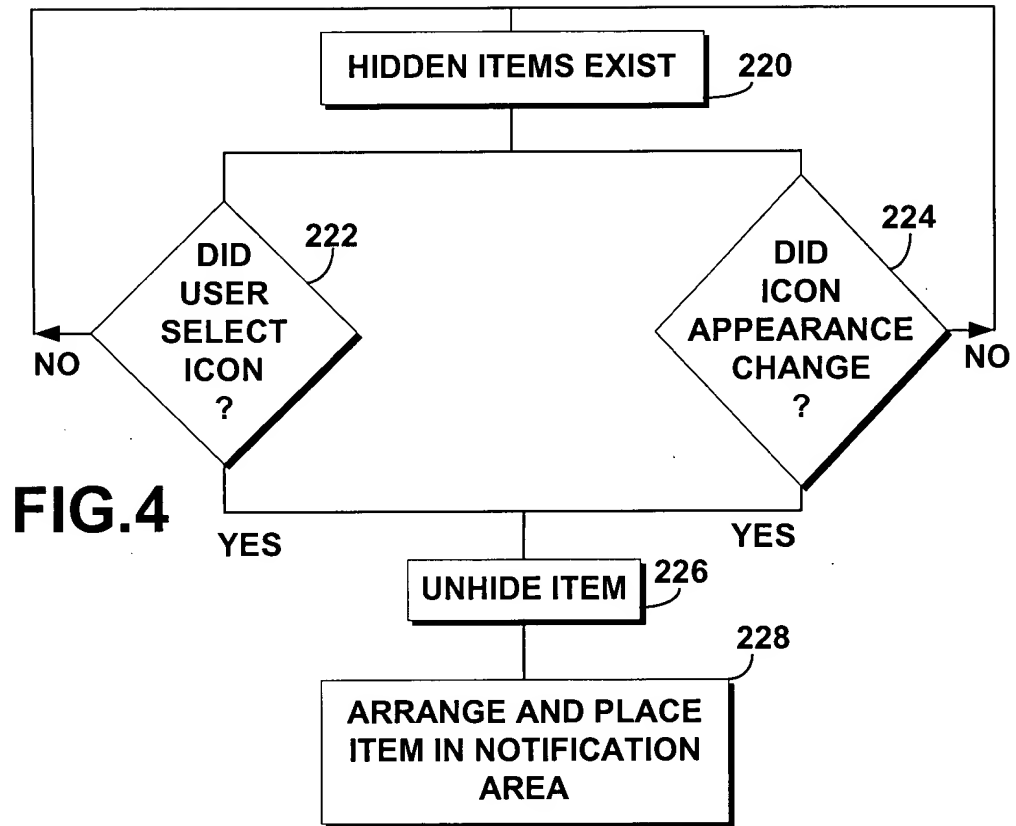 HIDDEN ITEMS EXIST
220
DID
USER
SELECT
ICON
?
222
DID
ICON
APPEARANCE
CHANGE
?
224
NO
NO
FIG.4
YES
YES
UNHIDE ITEM
226
228
ARRANGE AND PLACE
ITEM IN NOTIFICATION
AREA